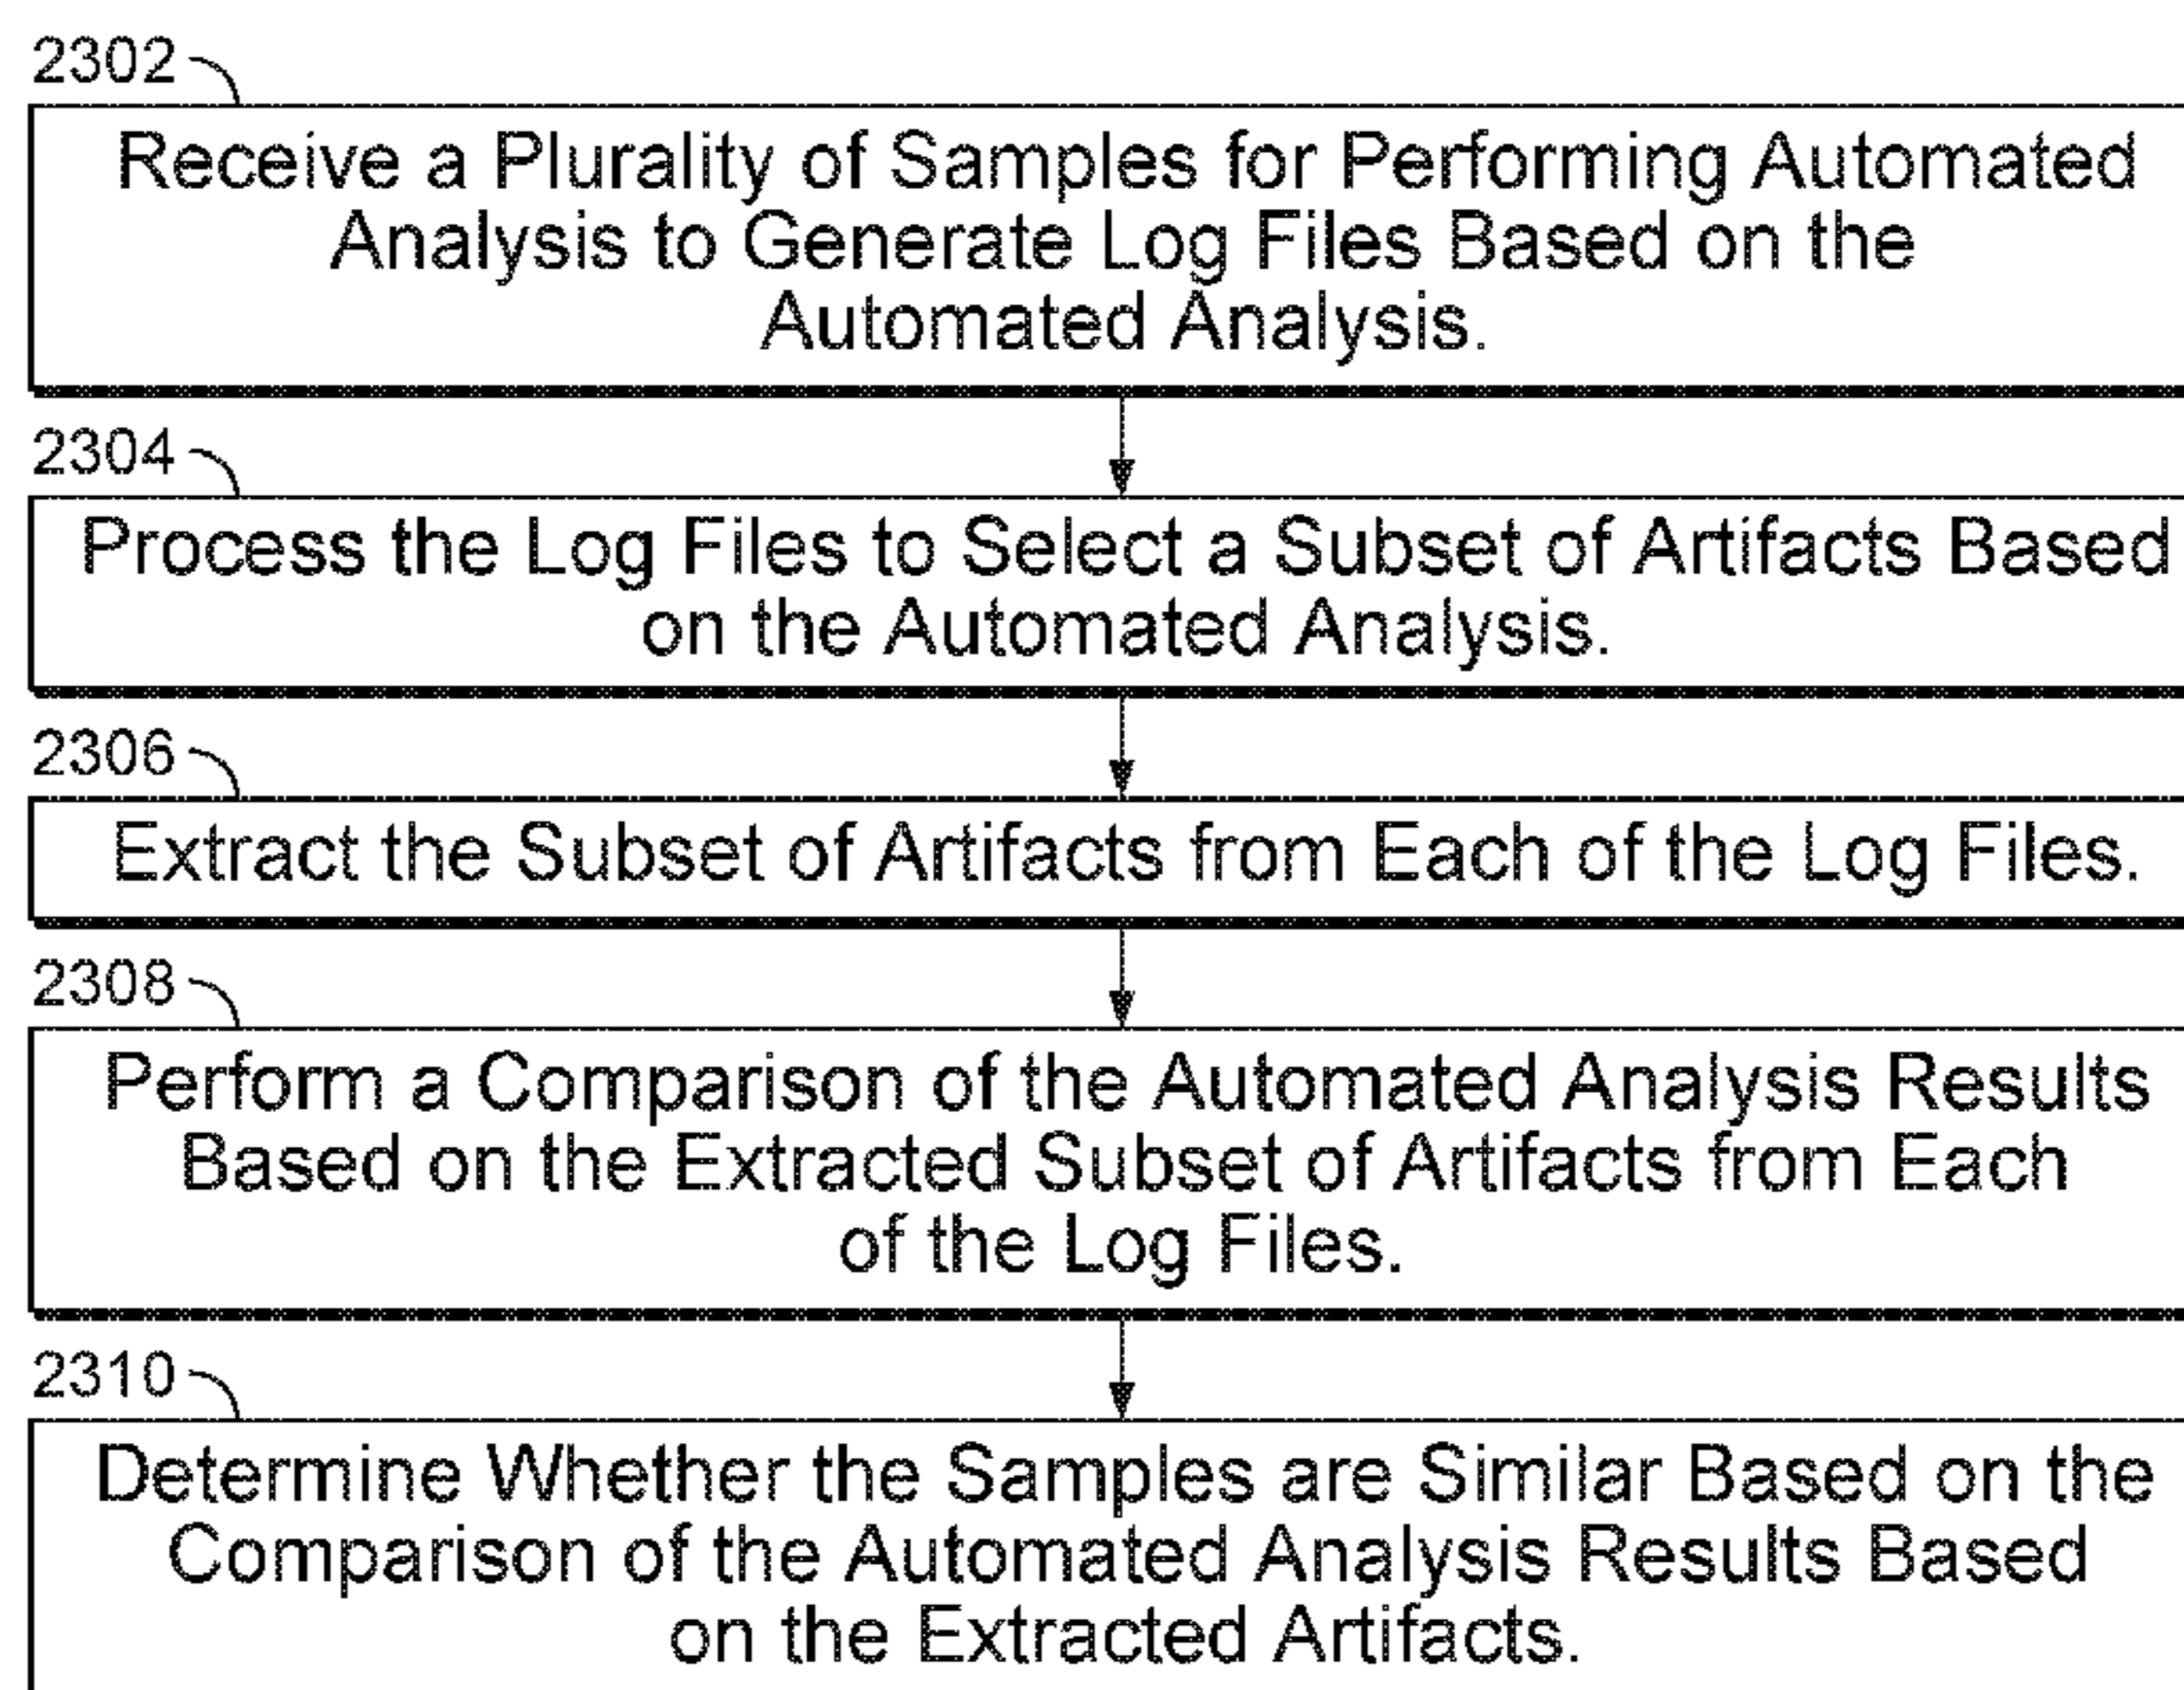 2302
Receive a Plurality of Samples for Performing Automated
Analysis to Generate Log Files Based on the
Automated Analysis.
2304
Process the Log Files to Select a Subset of Artifacts Based
on the Automated Analysis.
2306
Extract the Subset of Artifacts from Each of the Log Files.
2308
Perform a Comparison of the Automated Analysis Results
Based on the Extracted Subset of Artifacts from Each
of the Log Files.
2310
Determine Whether the Samples are Similar Based on the
Comparison of the Automated Analysis Results Based
on the Extracted Artifacts.